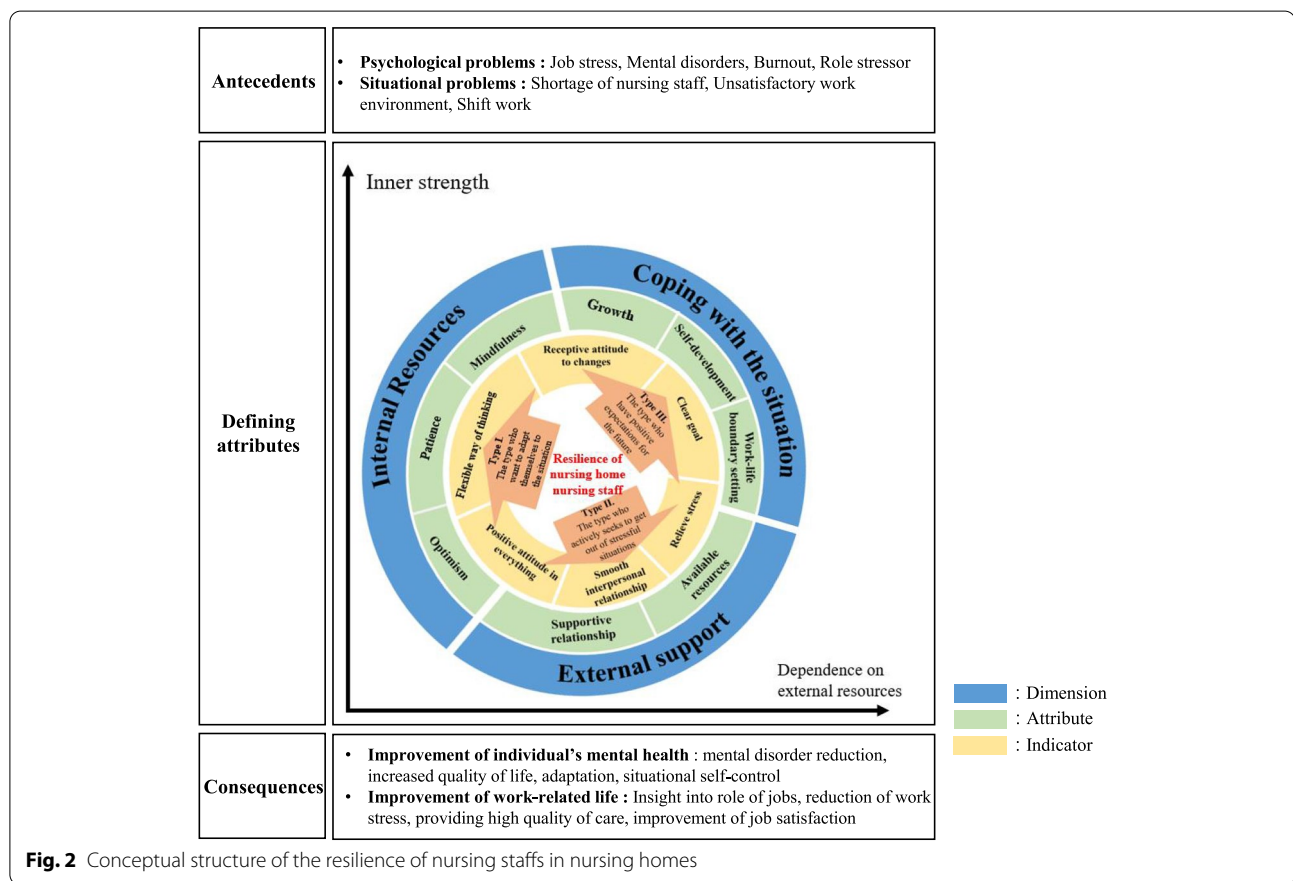 Antecedents
• Psychological problems : Job stress, Mental disorders, Burnout, Role stressor
• Situational problems : Shortage of nursing staff, Unsatisfactory work
environment, Shift work
Defining
attributes
Inner strength
Internal Resources
Coping with the situation
External support
Mindfulness
Patience
Optimism
Growth
Self-development
Work-life
boundary setting
Available
resources
Supportive
relationship
Receptive attitude
to changes
Clear goal
Relieve stress
Smooth
interpersonal
relationship
Positive attitude in
everything
Flexible way of thinking
Type I.
The type who
want to adapt
themselves to
the situation
Type III.
The type who
have positive
expectations for
the future
Resilience of
nursing home
nursing staff
Type II.
The type who
actively seeks to get
out of stressful
situations
Dependence on
external resources
: Dimension
: Attribute
: Indicator
Consequences
• Improvement of individual's mental health : mental disorder reduction,
increased quality of life, adaptation, situational self-control
• Improvement of work-related life : Insight into role of jobs, reduction of work
stress, providing high quality of care, improvement of job satisfaction
Fig. 2 Conceptual structure of the resilience of nursing staffs in nursing homes